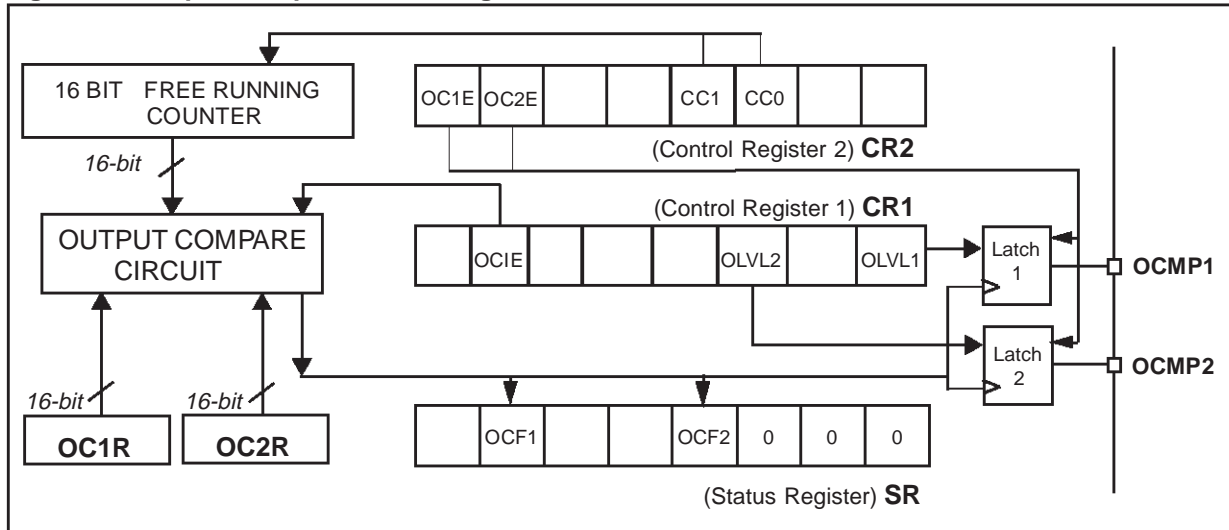 16 BIT FREE RUNNING
COUNTER
OC1E OC2E CC1 CC0
(Control Register 2) CR2
16-bit
(Control Register 1) CR1
OUTPUT COMPARE
CIRCUIT
OCIE OLVL2 OLVL1
Latch
1
OCMP1
Latch
2
OCMP2
16-bit 16-bit
OC1R OC2R
OCF1 OCF2 0 0 0
(Status Register) SR